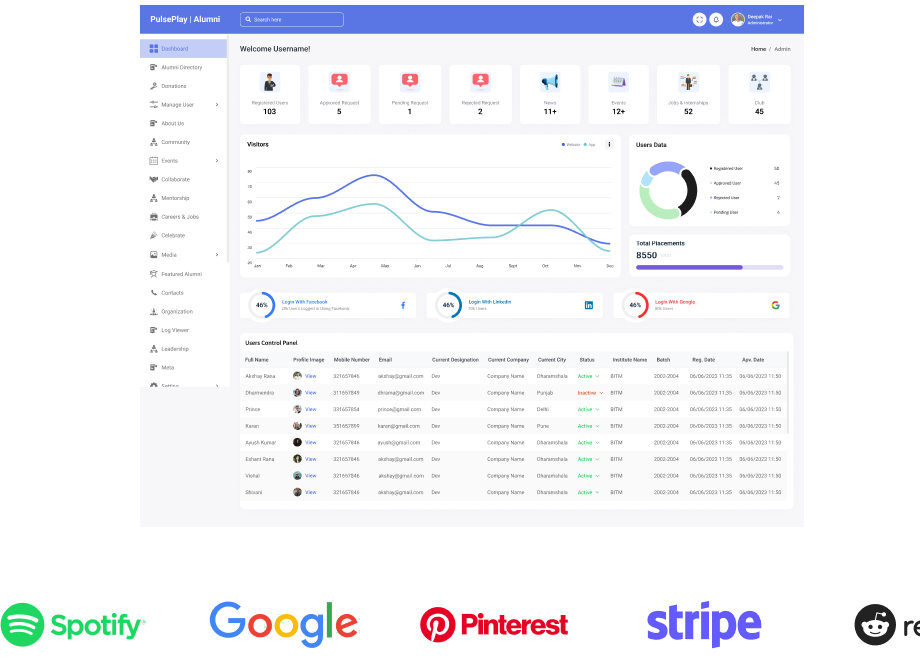 PulsePlay | Alumni
Search here
Deepak Rai
Administrator
Dashboard
Alumni Directory
Donations
Manage User
About Us
Community
Events
Collaborate
Mentorship
Careers & Jobs
Celebrate
Media
Featured Alumni
Contacts
Organization
Log Viewer
Leadership
Meta
Setting
Welcome Username!
Home / Admin
Registered Users
103
Approved Request
5
Pending Request
1
Rejected Request
2
News
11+
Events
12+
Jobs & Internships
52
Club
45
Visitors
Website
App
80
70
60
50
40
30
20
Jan Feb Mar Apr May Jun Jul Aug Sept Oct Nov Dec
Users Data
Registered User 50
Approved User 45
Rejected User 2
Pending User 6
Total Placements
8550
46%
Login With Facebook
46%
Login With Linkedin
46%
Login With Google
Users Control Panel
Full Name Profile Image Mobile Number Email Current Designation Current Company Current City Status Institute Name Batch Reg. Date Apv. Date
Akshay Rana View 321657846 akshay@gmail.com Dev Company Name Dharamshala Active BITM 2002-2004 06/06/2023 11:35 06/06/2023 11:50
Dharmendra View 311657849 dhrama@gmail.com Dev Company Name Punjab Inactive BITM 2002-2004 06/06/2023 11:35 06/06/2023 11:50
Prince View 331657854 prince@gmail.com Dev Company Name Delhi Active BITM 2002-2004 06/06/2023 11:35 06/06/2023 11:50
Karan View 351657899 karan@gmail.com Dev Company Name Pune Active BITM 2002-2004 06/06/2023 11:35 06/06/2023 11:50
Ayush Kumar View 321657846 ayush@gmail.com Dev Company Name Dharamshala Active BITM 2002-2004 06/06/2023 11:35 06/06/2023 11:50
Eshant Rana View 321657846 akshay@gmail.com Dev Company Name Dharamshala Active BITM 2002-2004 06/06/2023 11:35 06/06/2023 11:50
Vishal View 321657846 akshay@gmail.com Dev Company Name Dharamshala Active BITM 2002-2004 06/06/2023 11:35 06/06/2023 11:50
Shivani View 321657846 akshay@gmail.com Dev Company Name Dharamshala Active BITM 2002-2004 06/06/2023 11:35 06/06/2023 11:50
Spotify Google Pinterest stripe re